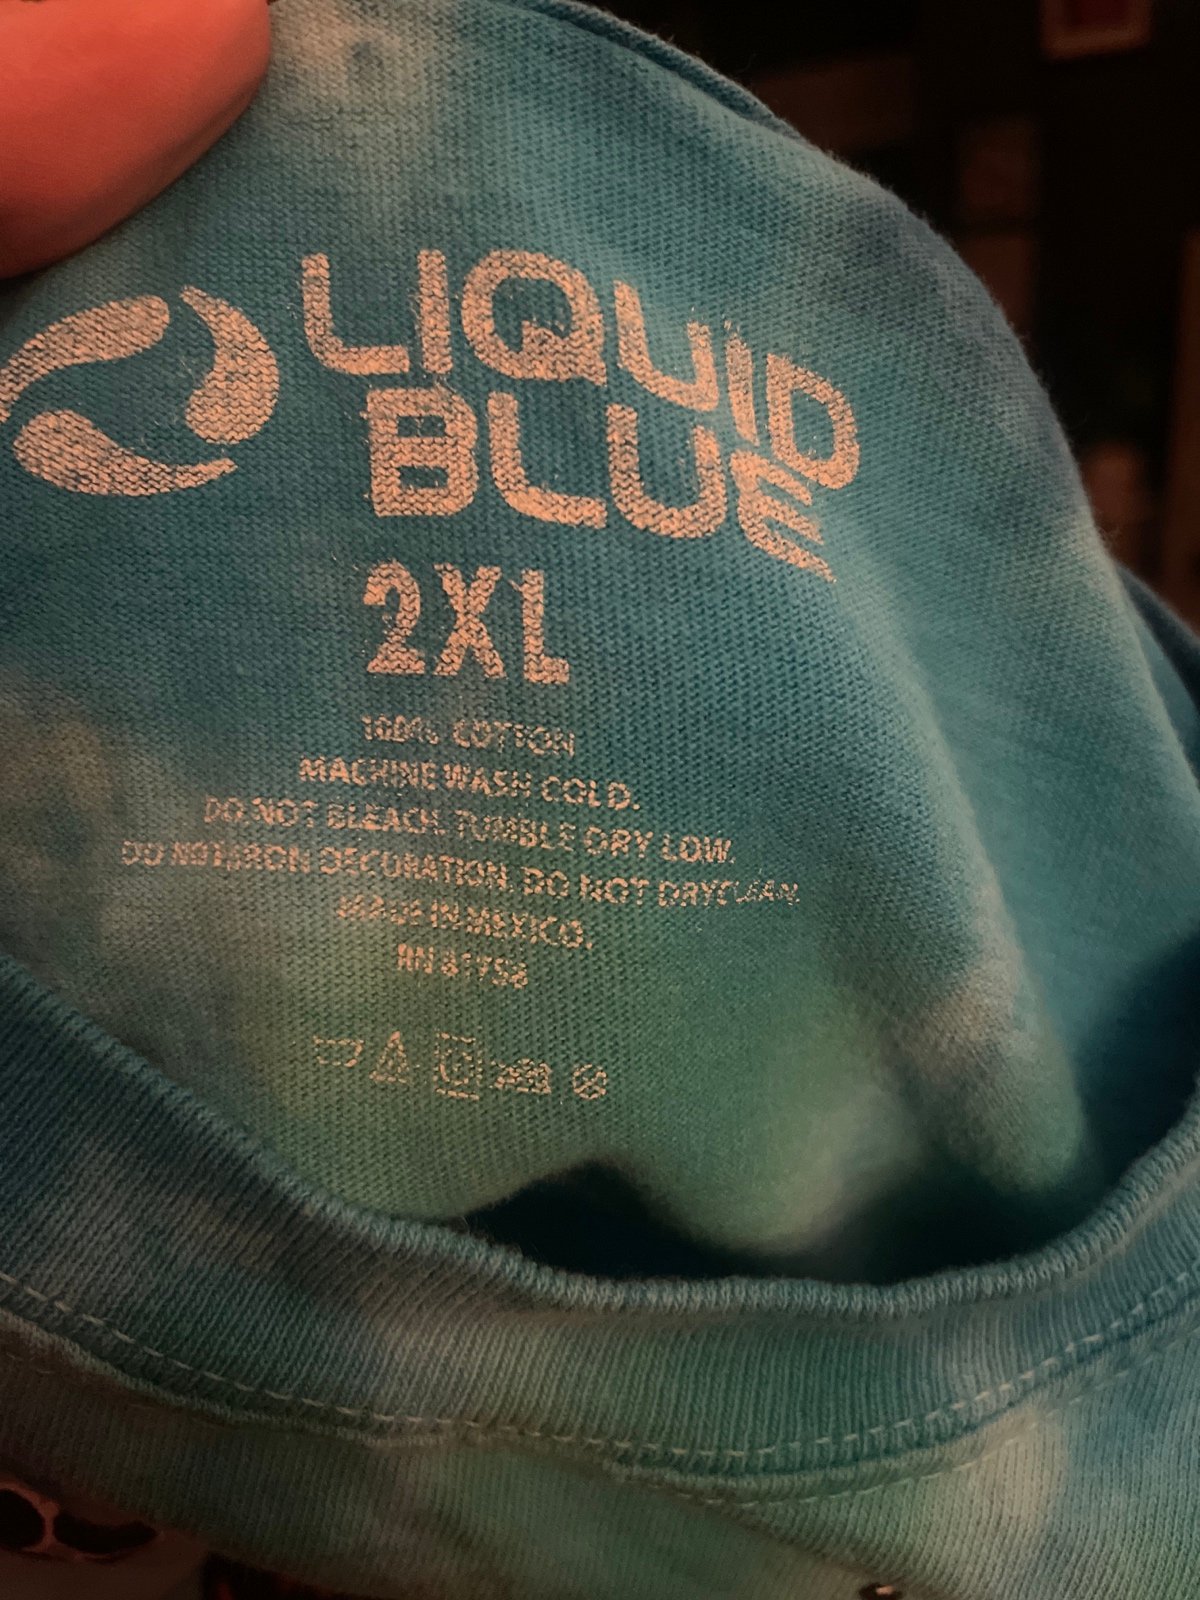 LIQUID
BLUE
2XL
100% COTTON
MACHINE WASH COLD.
DO NOT BLEACH. TUMBLE DRY LOW.
DO NOT IRON DECORATION. DO NOT DRYCLEAN.
MADE IN MEXICO.
RN